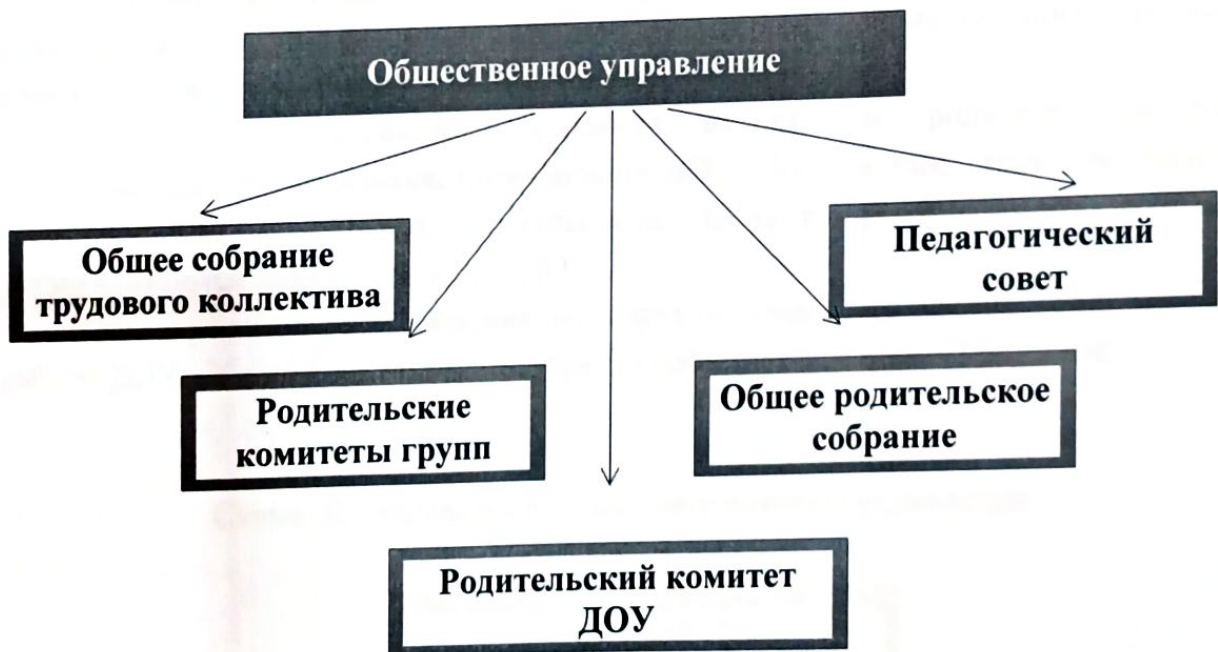 Общественное управление
Общее собрание
трудового коллектива
Педагогический
совет
Родительские
комитеты групп
Общее родительское
собрание
Родительский комитет
ДОУ